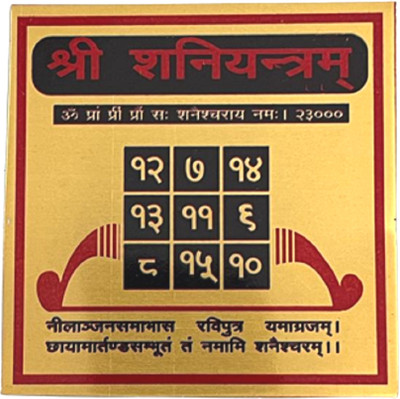 श्री शनियन्त्रम्
ॐ प्रां प्रीं प्रौं सः शनैश्चराय नमः। २३०००
१२ ७ १४
१३ ११ ६
८ १५ १०
नीलाञ्जनसमाभास रविपुत्र यमाग्रजम्।
छायामार्तण्डसम्भूतं तं नमामि शनैश्चरम्।।